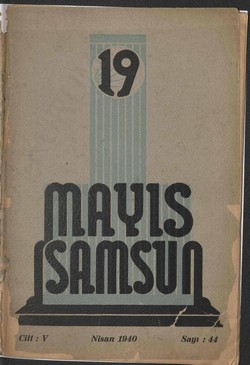 19
MAYIS
SAMSUN
Cilt : V
Nisan 1940
Sayı : 44